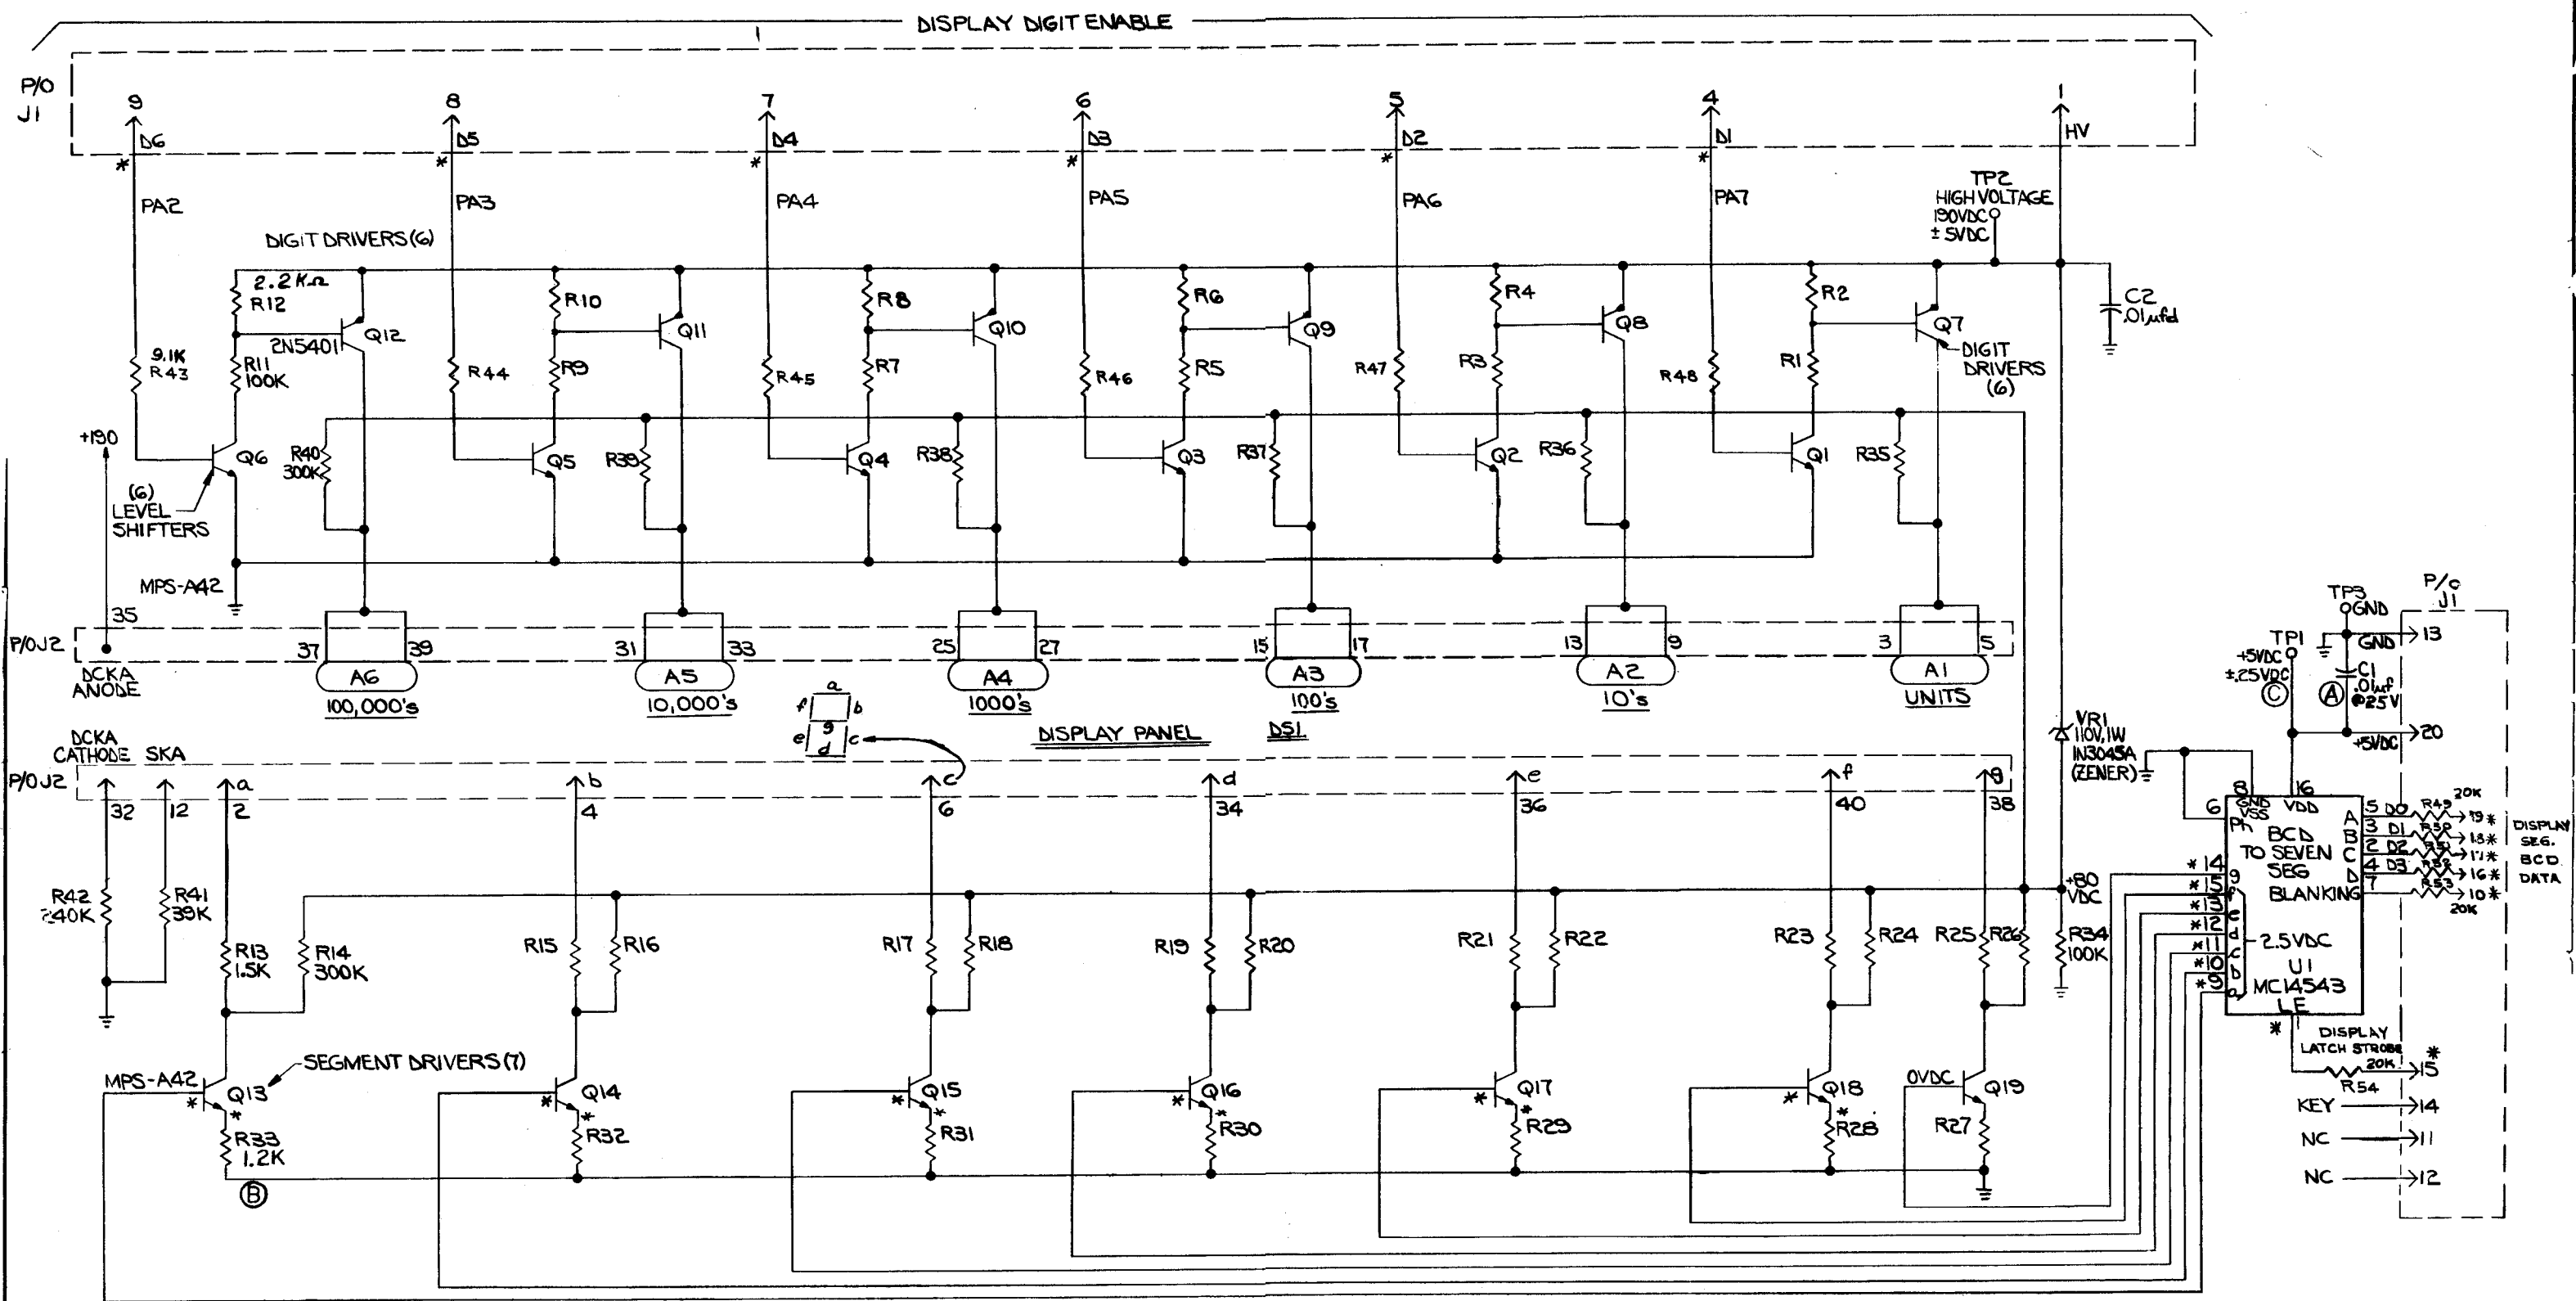 DISPLAY DIGIT ENABLE
P/O
J1
9
8
7
6
5
4
1
D6
D5
D4
D3
D2
D1
HV
*
*
*
*
*
*
PA2
PA3
PA4
PA5
PA6
PA7
TP2
HIGH VOLTAGE
190VDC
± 5VDC
DIGIT DRIVERS (6)
2.2KΩ
R12
R10
R8
R6
R4
R2
C2
.01µfd
Q12
Q11
Q10
Q9
Q8
Q7
2N5401
9.1K
R43
R11
100K
R44
R9
R45
R7
R46
R5
R47
R3
R48
R1
DIGIT
DRIVERS
(6)
+190
Q6
R40
300K
R39
Q5
Q4
R38
Q3
R37
Q2
R36
Q1
R35
(6)
LEVEL
SHIFTERS
MPS-A42
35
P/O J2
37
39
31
33
25
27
15
17
13
9
3
5
DCKA
ANODE
A6
A5
A4
A3
A2
A1
100,000's
10,000's
1000's
100's
10's
UNITS
a
f
b
g
e
c
d
DISPLAY PANEL
DS1
TP3
GND
P/O
J1
TP1
+5VDC
±.25VDC
C
GND
13
A
C1
.01µf
@25V
+5VDC
20
VR1
110V, 1W
1N3045A
(ZENER)
DCKA
CATHODE
SKA
P/O J2
a
b
c
d
e
f
g
32
12
2
4
6
34
36
40
38
8
16
6
GND
VSS
VDD
Ph
BCD
TO SEVEN
SEG
BLANKING
A
B
C
D
5
3
2
4
7
D0
D1
D2
D3
R49
20K
R50
R51
R52
R53
20K
19*
18*
17*
16*
10*
DISPLAY
SEG.
BCD
DATA
*14
*15
*13
*12
*11
*10
*9
g
f
e
d
c
b
a
2.5VDC
U1
MC14543
LE
*
DISPLAY
LATCH STROBE
20K
R54
*
15
KEY
14
NC
11
NC
12
+80
VDC
R34
100K
R42
240K
R41
39K
R13
1.5K
R14
300K
R15
R16
R17
R18
R19
R20
R21
R22
R23
R24
R25
R26
MPS-A42
SEGMENT DRIVERS (7)
* Q13
* Q14
* Q15
* Q16
* Q17
* Q18
0VDC
Q19
*
*
*
*
*
*
R33
1.2K
R32
R31
R30
R29
R28
R27
B